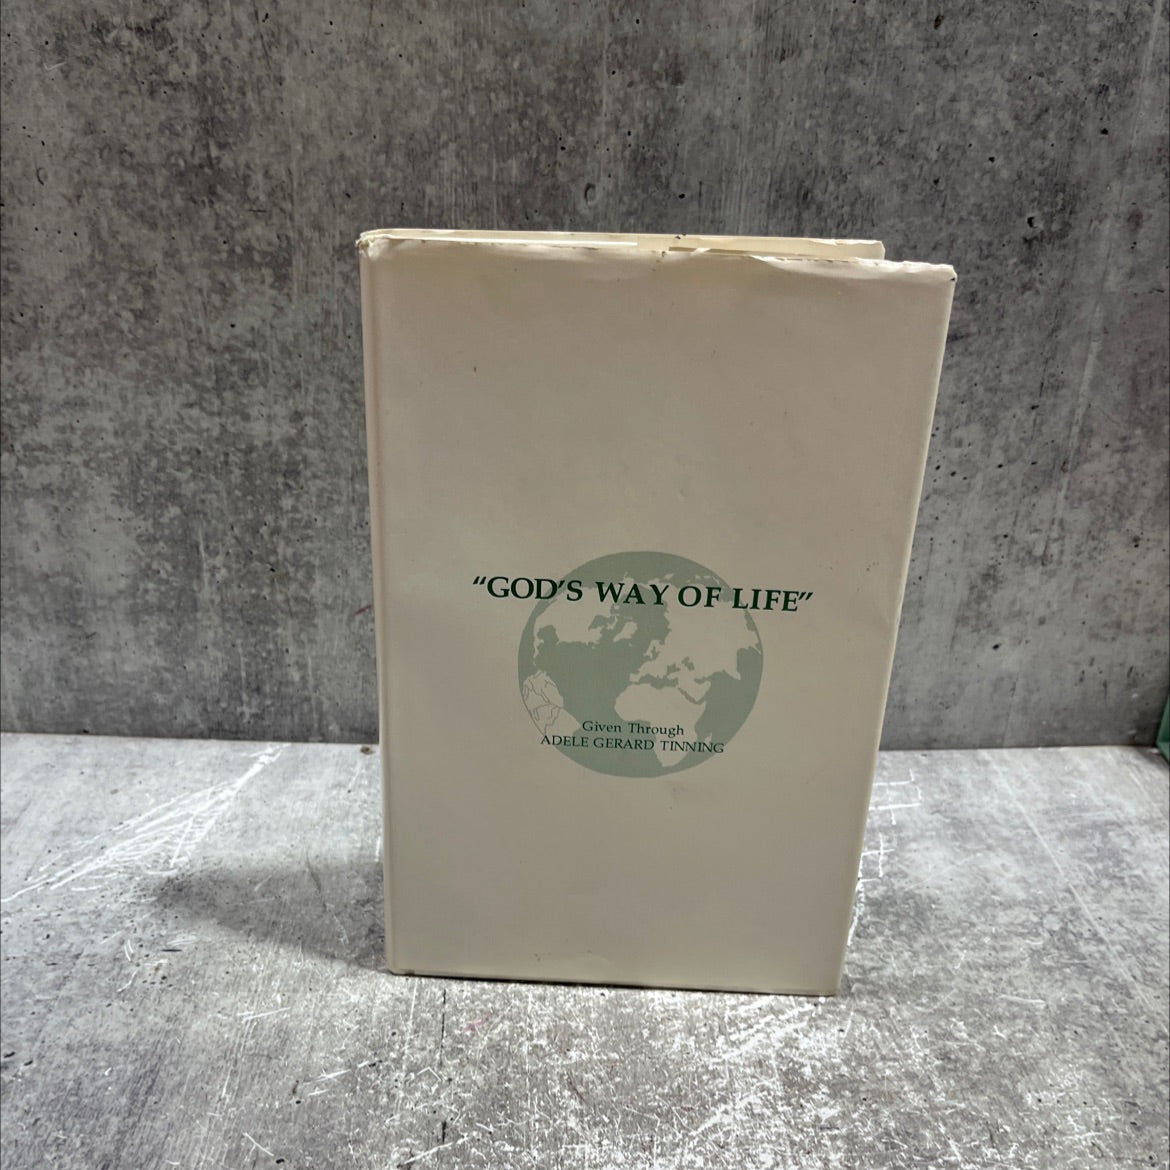 “GOD’S WAY OF LIFE”
Given Through
ADELE GERARD TINNING